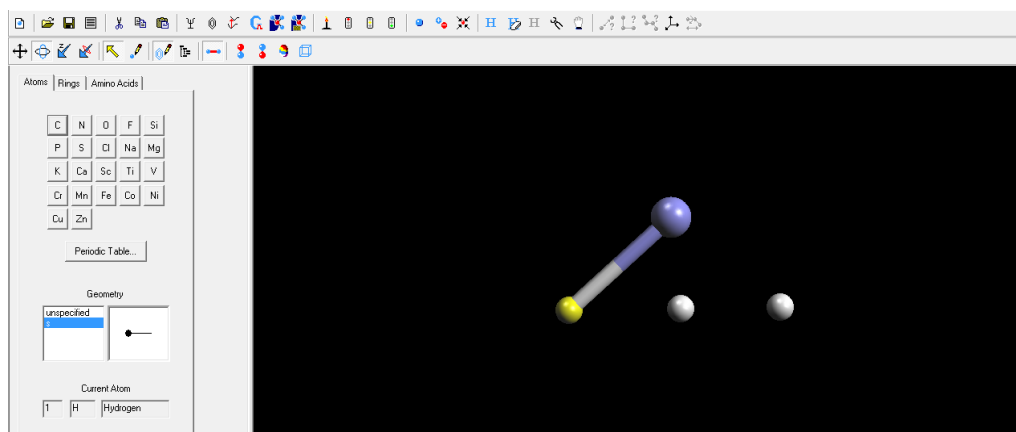 H H
Atoms Rings Amino Acids
C N O F Si
P S Cl Na Mg
K Ca Sc Ti V
Cr Mn Fe Co Ni
Cu Zn
Periodic Table...
Geometry
unspecified
s
Current Atom
1 H Hydrogen